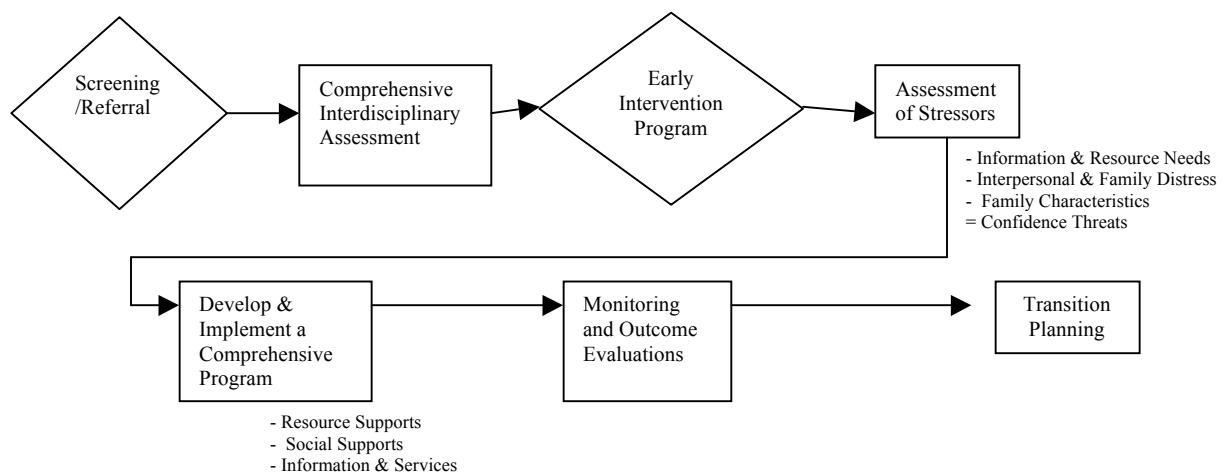 Screening
/Referral
Comprehensive
Interdisciplinary
Assessment
Early
Intervention
Program
Assessment
of Stressors
- Information & Resource Needs
- Interpersonal & Family Distress
-  Family Characteristics
= Confidence Threats
Develop &
Implement a
Comprehensive
Program
- Resource Supports
-  Social Supports
- Information & Services
Monitoring
and Outcome
Evaluations
Transition
Planning